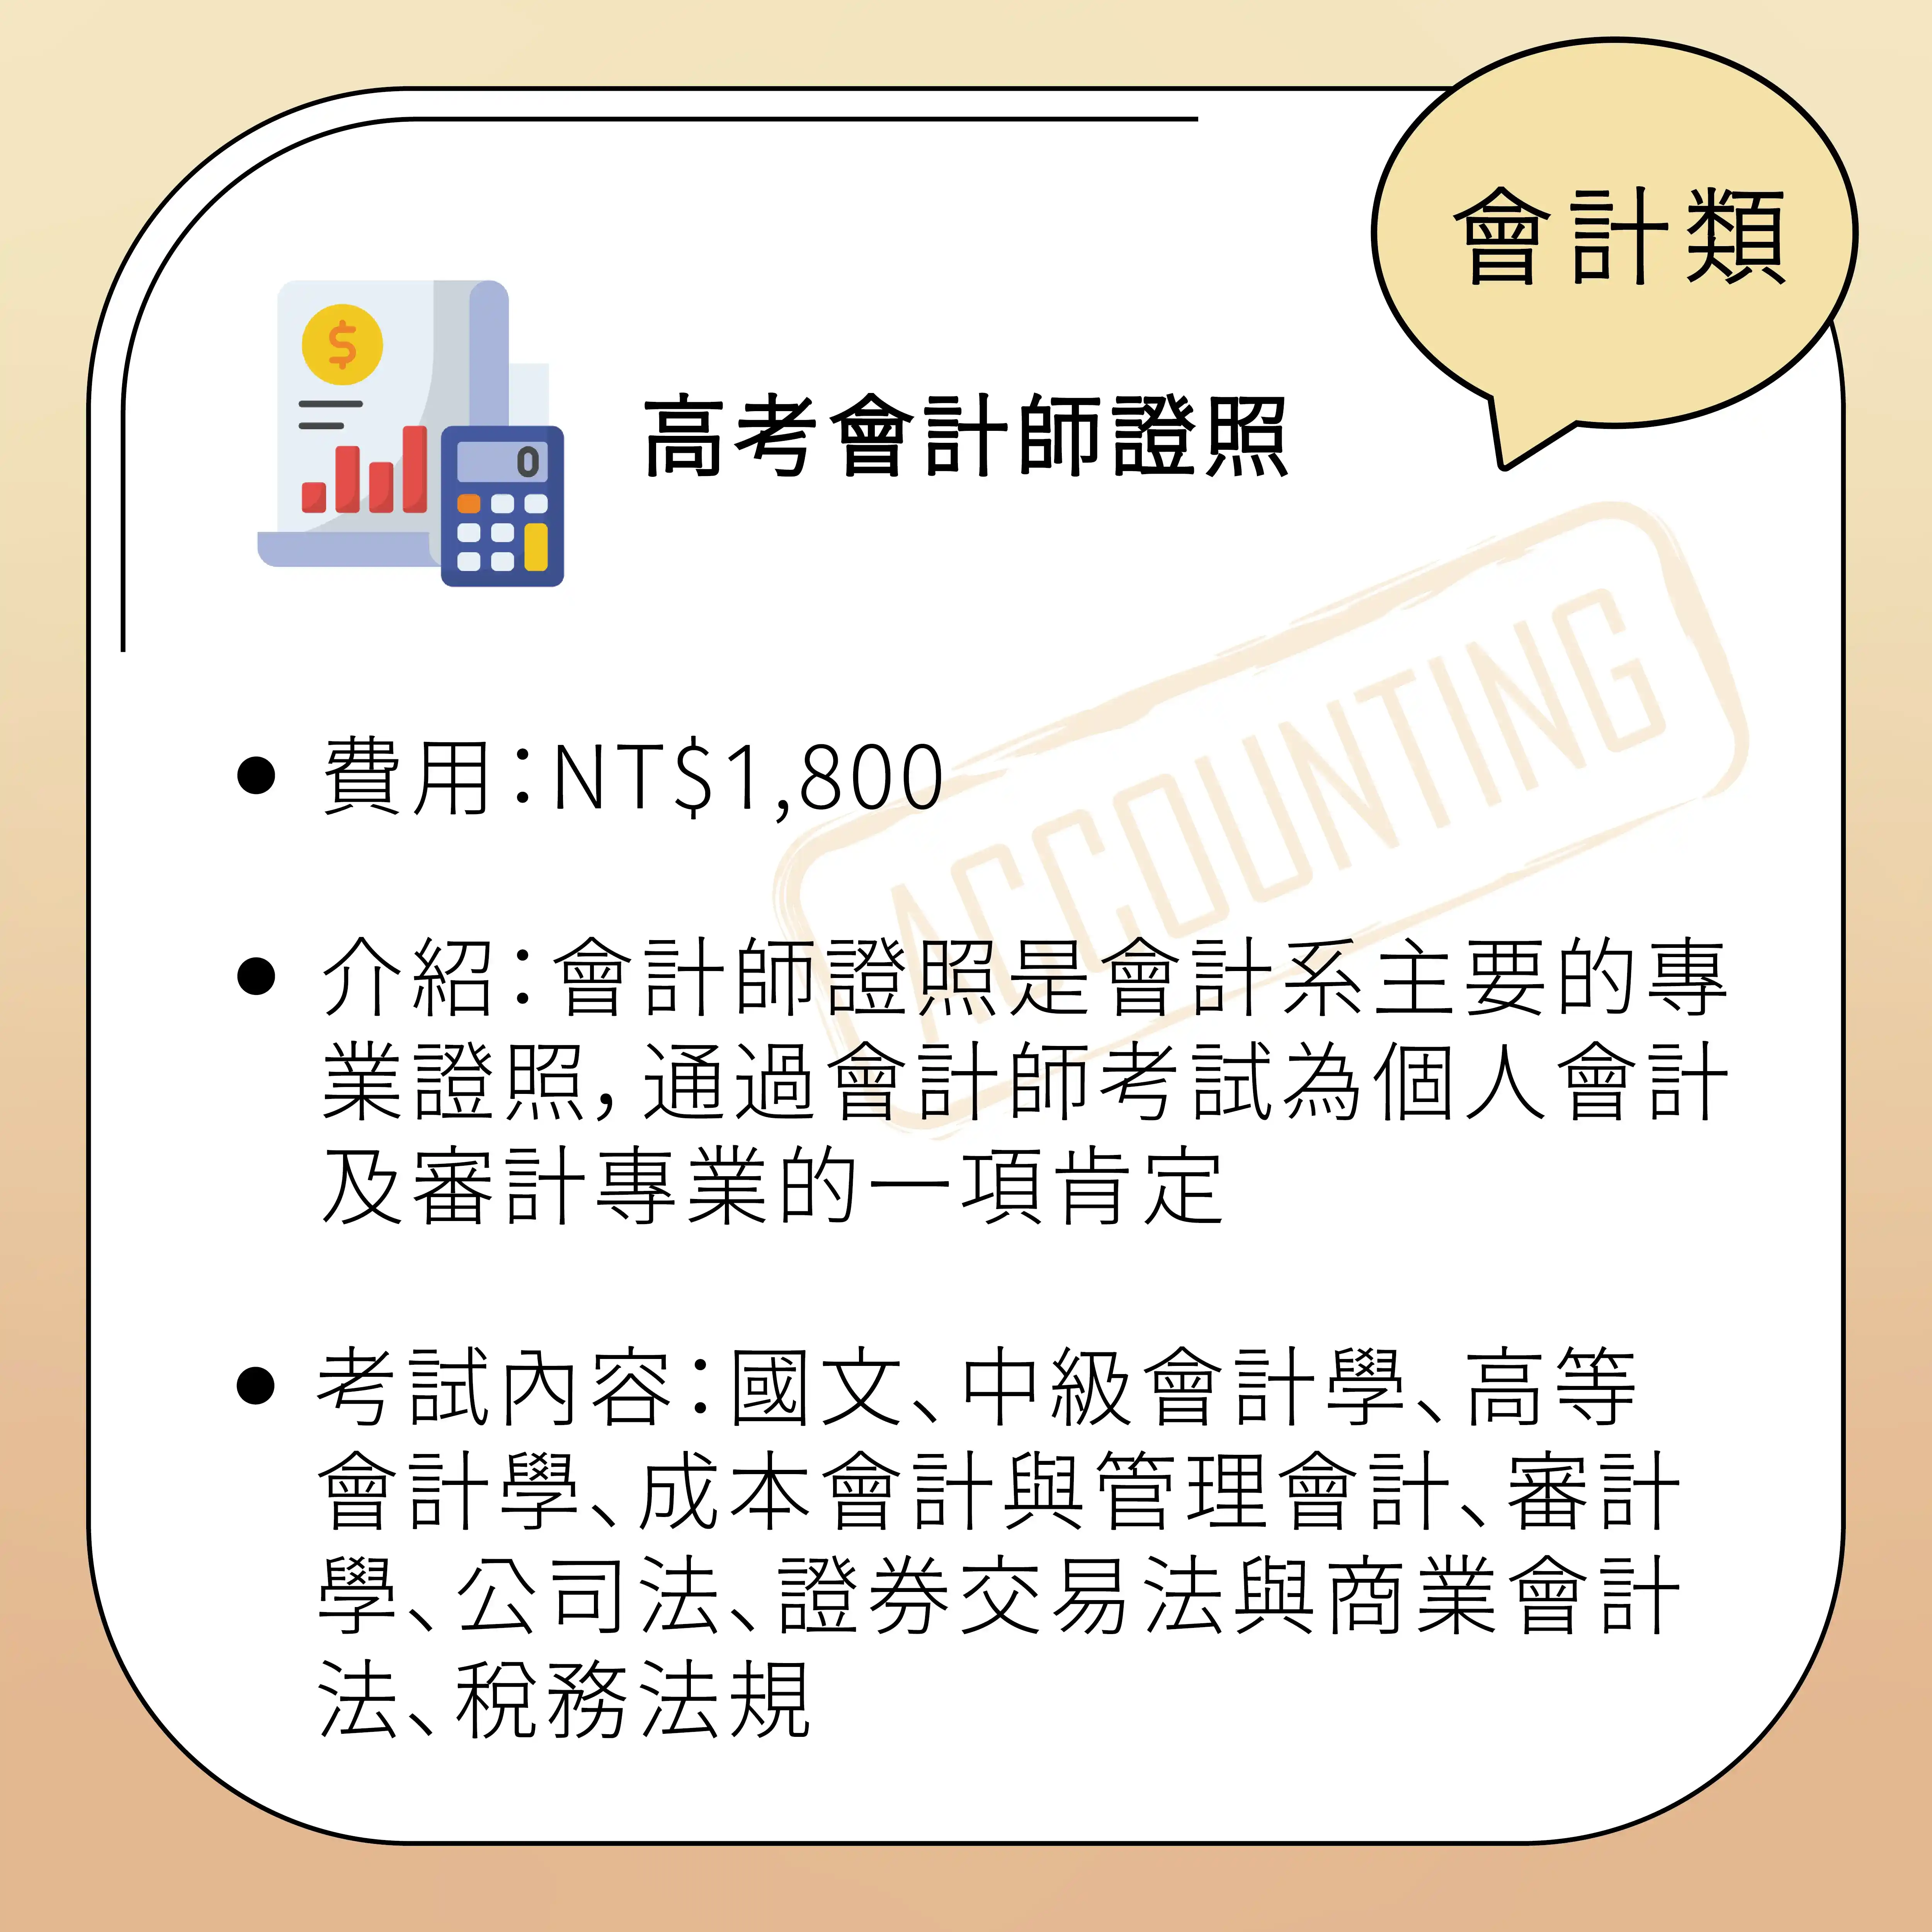 會計類
$
0
高考會計師證照
ACCOUNTING
費用：NT$1,800
介紹：會計師證照是會計系主要的專
業證照，通過會計師考試為個人會計
及審計專業的一項肯定
考試內容：國文、中級會計學、高等
會計學、成本會計與管理會計、審計
學、公司法、證券交易法與商業會計
法、稅務法規